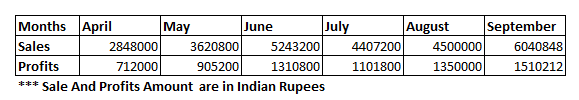 Months April May June July August September
Sales 2848000 3620800 5243200 4407200 4500000 6040848
Profits 712000 905200 1310800 1101800 1350000 1510212
*** Sale And Profits Amount are in Indian Rupees